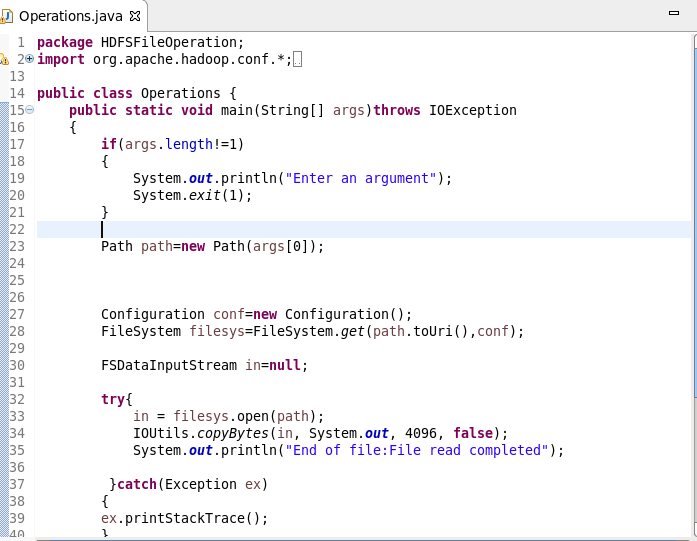 Operations.java
1 package HDFSFileOperation;
2 import org.apache.hadoop.conf.*;
13
14 public class Operations {
15 public static void main(String[] args)throws IOException
16 {
17 if(args.length!=1)
18 {
19 System.out.println("Enter an argument");
20 System.exit(1);
21 }
22
23 Path path=new Path(args[0]);
24
25
26
27 Configuration conf=new Configuration();
28 FileSystem filesys=FileSystem.get(path.toUri(),conf);
29
30 FSDataInputStream in=null;
31
32 try{
33 in = filesys.open(path);
34 IOUtils.copyBytes(in, System.out, 4096, false);
35 System.out.println("End of file:File read completed");
36
37 }catch(Exception ex)
38 {
39 ex.printStackTrace();
40 }